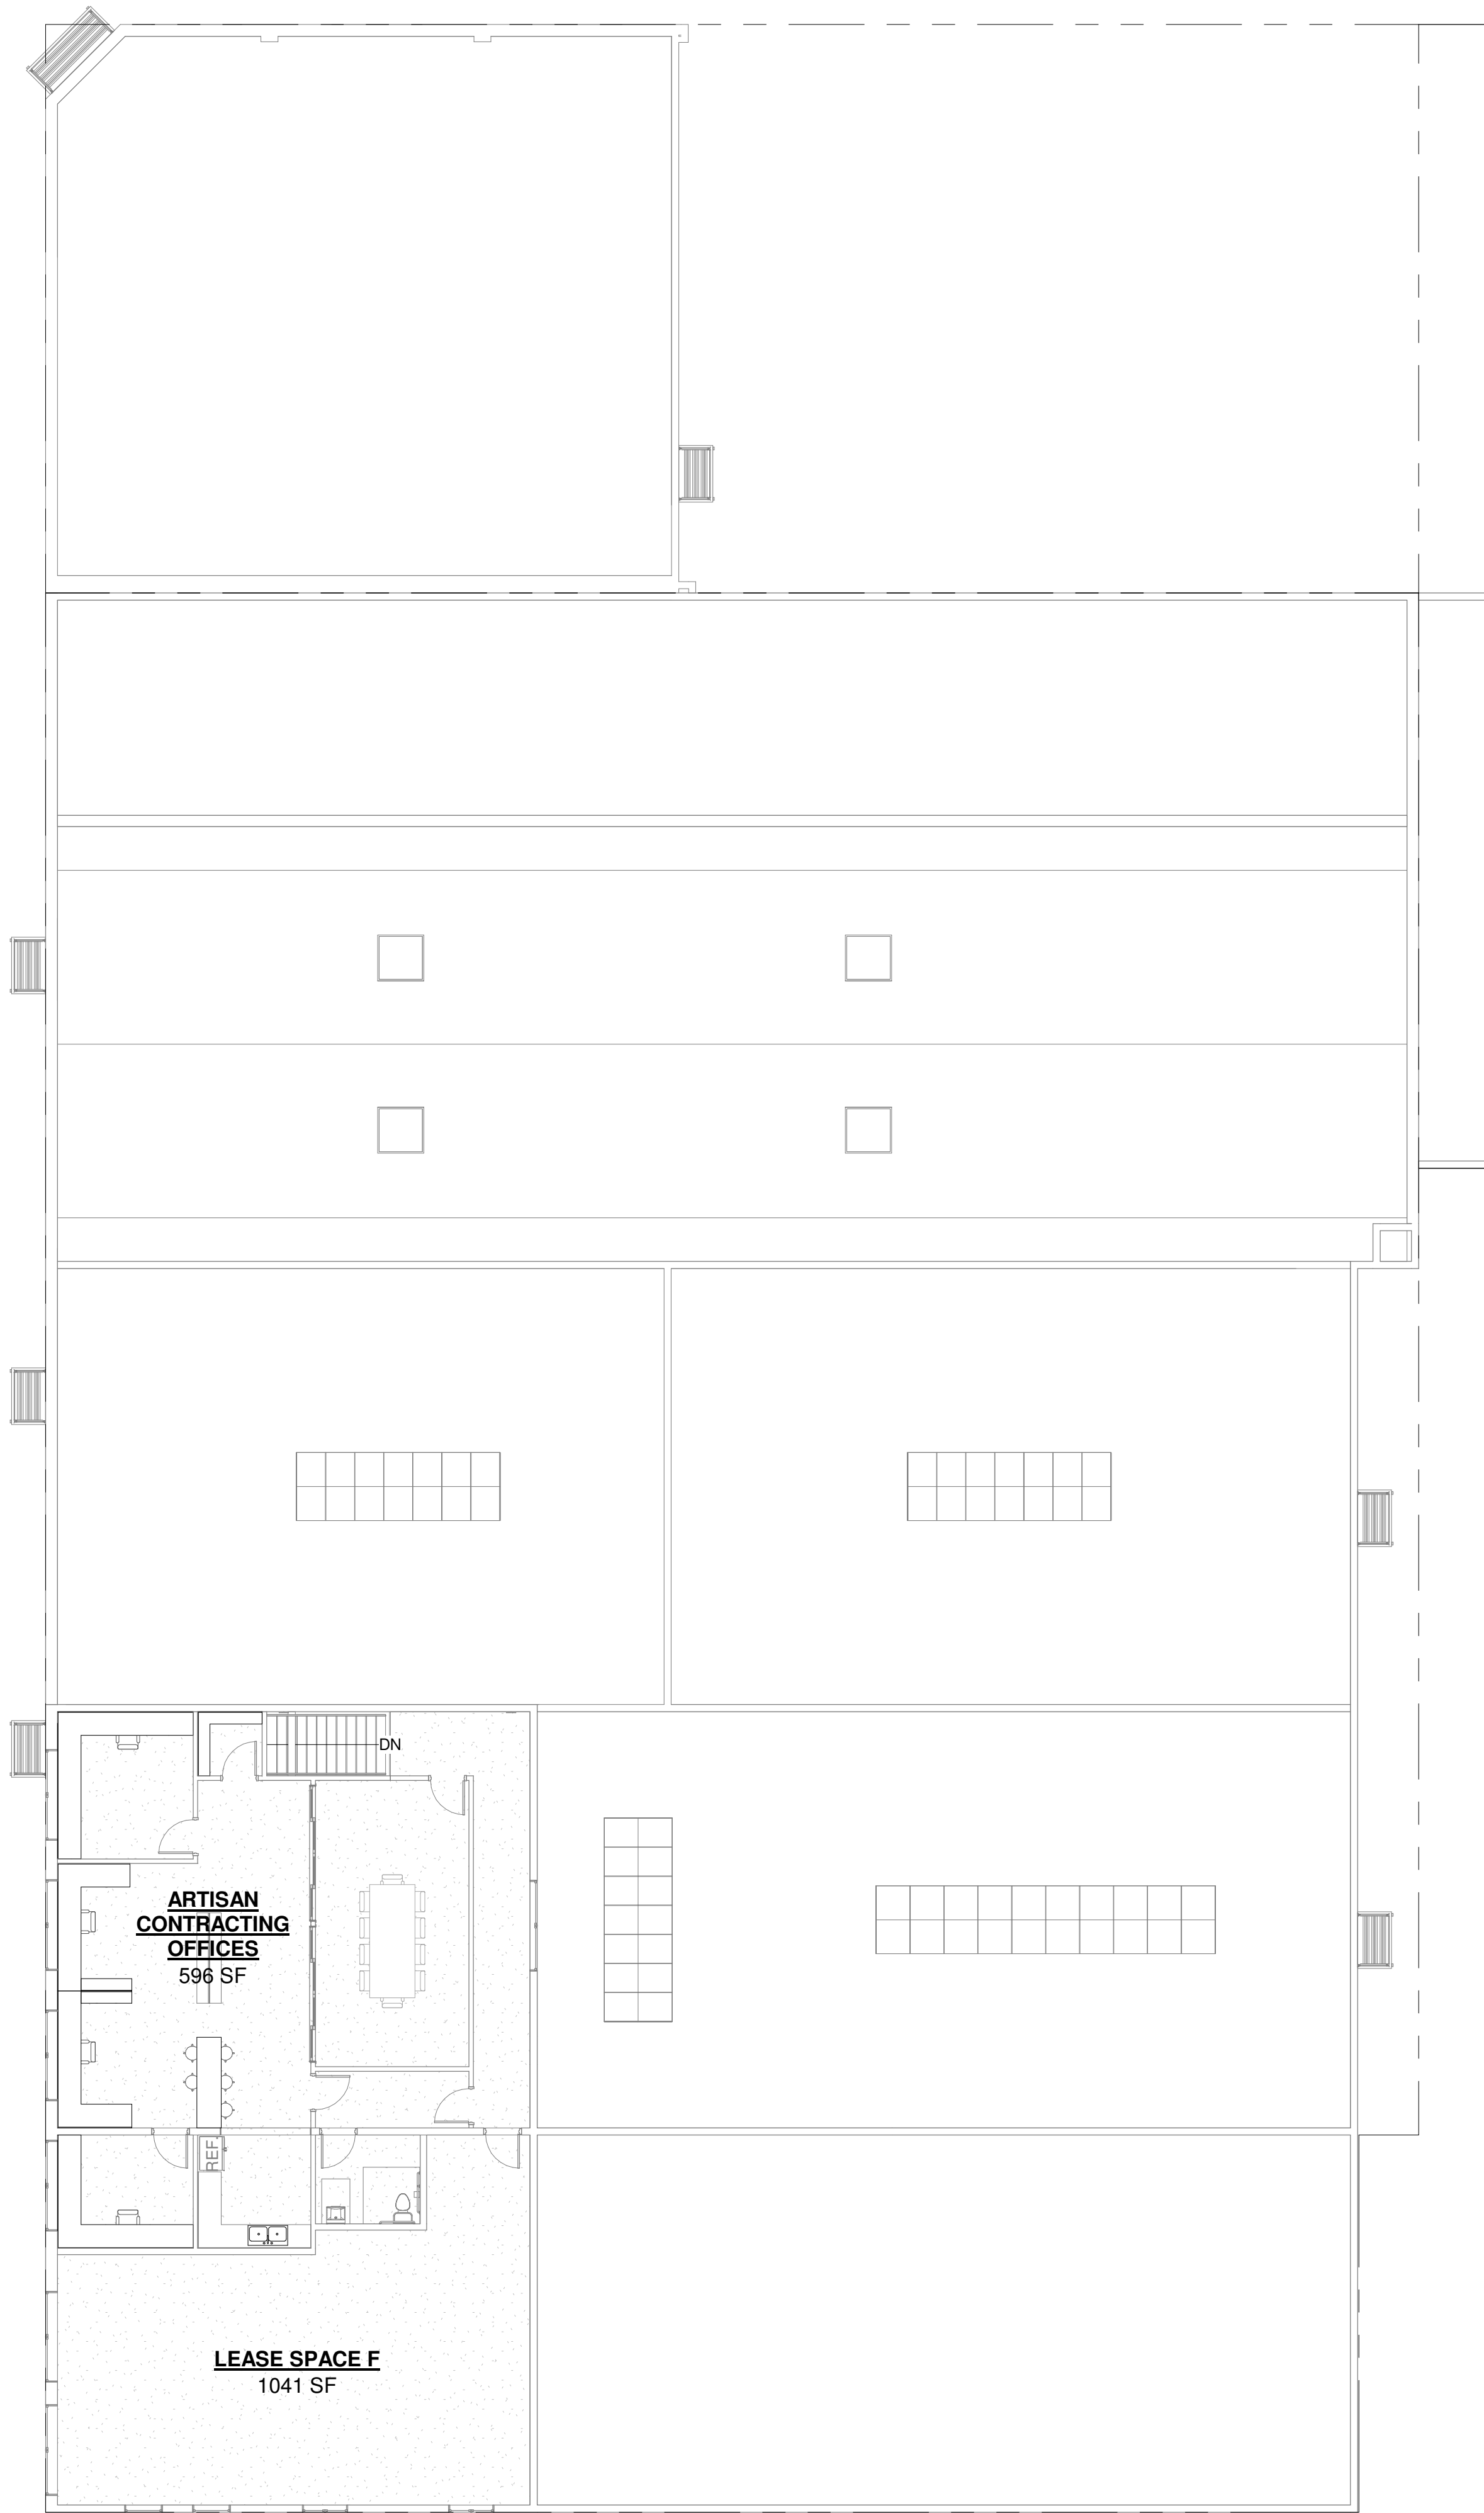 DN
ARTISAN
CONTRACTING
OFFICES
596 SF
REF.
LEASE SPACE F
1041 SF